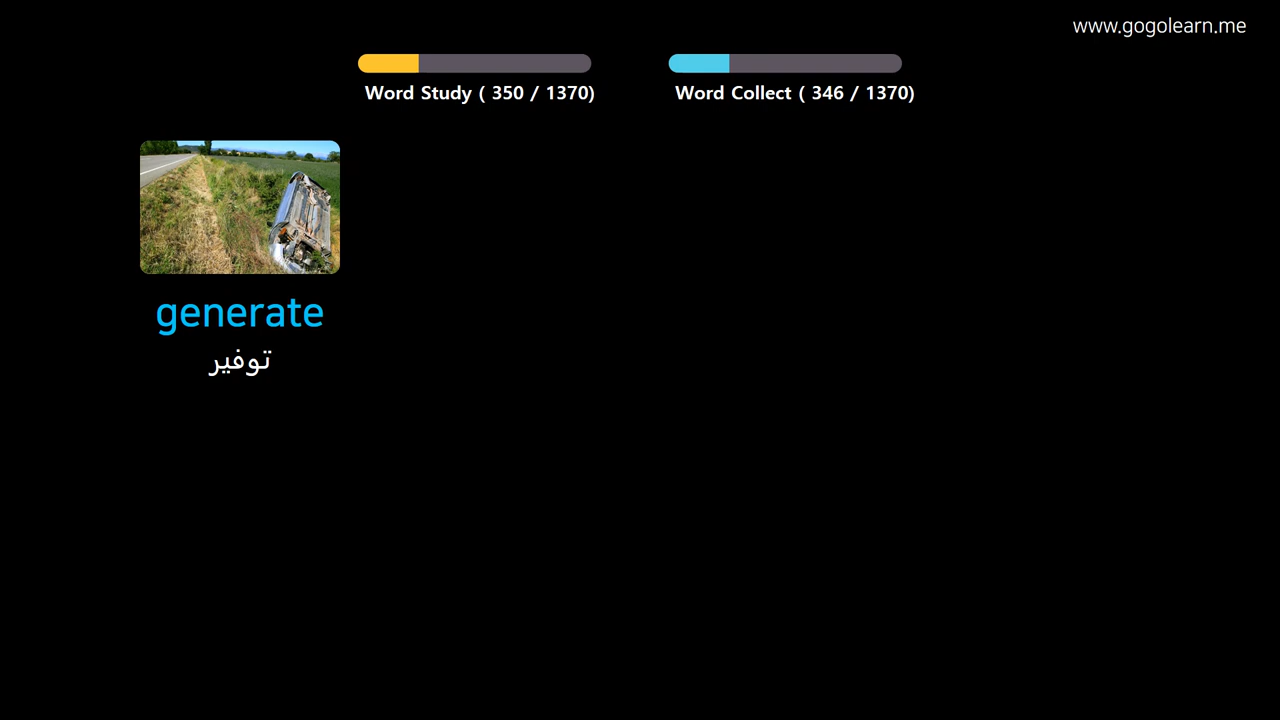 www.gogolearn.me
Word Study ( 350 / 1370)
Word Collect ( 346 / 1370)
generate
توفير